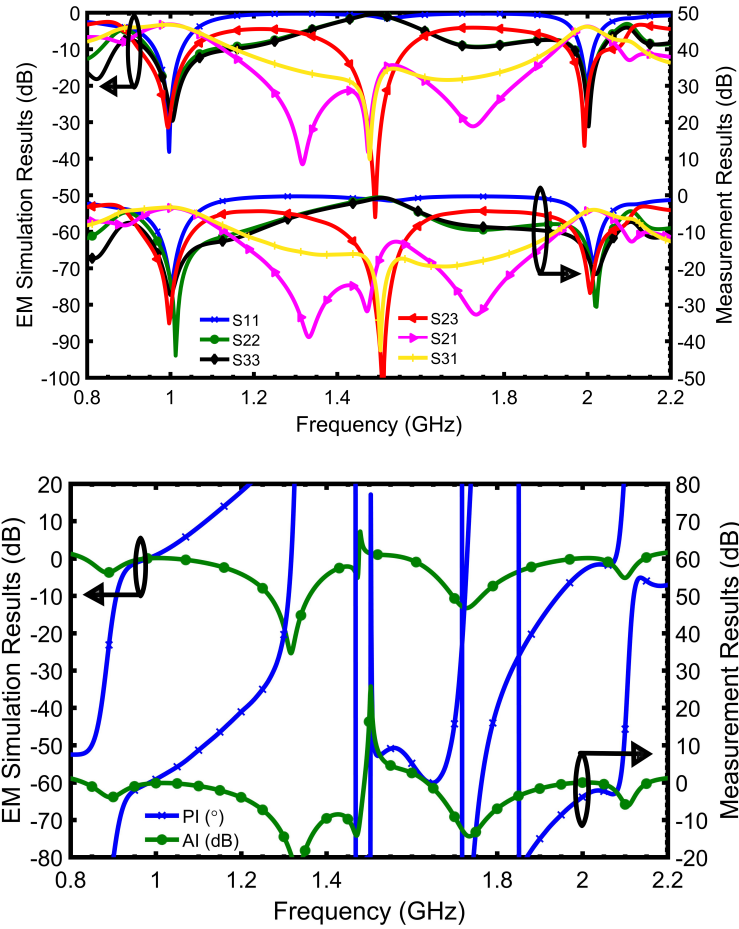 EM Simulation Results (dB)
0
-10
-20
-30
-40
-50
-60
-70
-80
-90
-100
50
40
30
20
10
0
-10
-20
-30
-40
-50
Measurement Results (dB)
S11
S22
S33
S23
S21
S31
0.8 1 1.2 1.4 1.6 1.8 2 2.2
Frequency (GHz)
EM Simulation Results (dB)
20
10
0
-10
-20
-30
-40
-50
-60
-70
-80
80
70
60
50
40
30
20
10
0
-10
-20
Measurement Results (dB)
PI (°)
AI (dB)
0.8 1 1.2 1.4 1.6 1.8 2 2.2
Frequency (GHz)